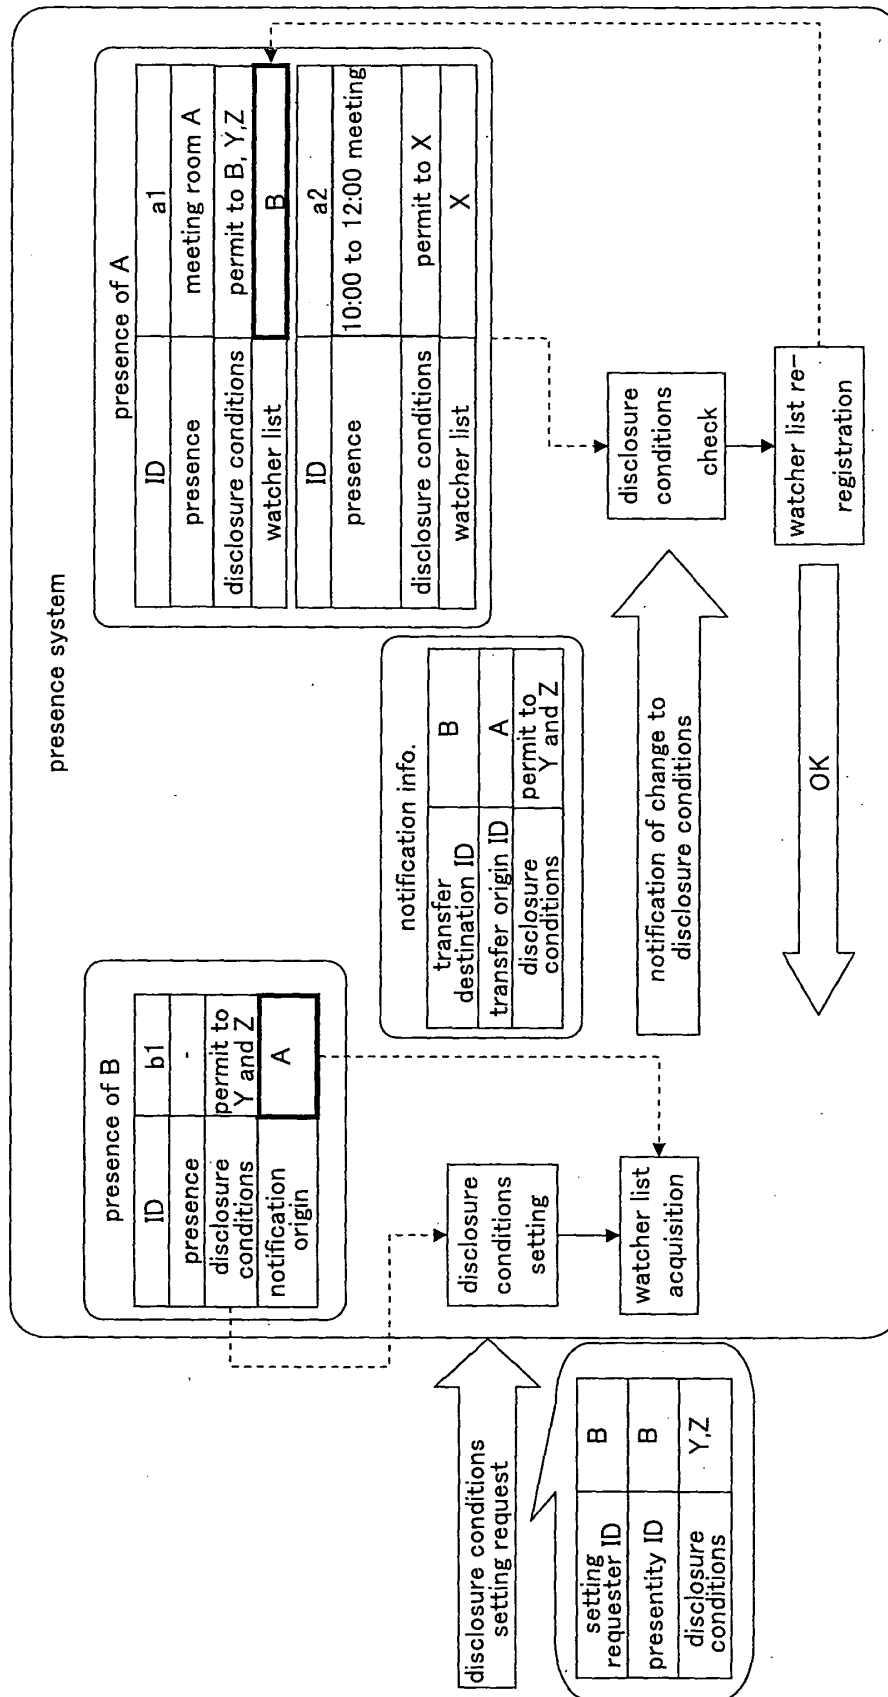 presence system
presence of B
ID b1
presence -
disclosure conditions permit to Y and Z
notification origin A
presence of A
ID a1
presence meeting room A
disclosure conditions permit to B, Y,Z
watcher list B
ID a2
presence 10:00 to 12:00 meeting
disclosure conditions permit to X
watcher list X
notification info.
transfer destination ID B
transfer origin ID A
disclosure conditions permit to Y and Z
disclosure conditions setting request
setting requester ID B
presentity ID B
disclosure conditions Y,Z
disclosure conditions setting
watcher list acquisition
notification of change to disclosure conditions
disclosure conditions check
watcher list re-registration
OK